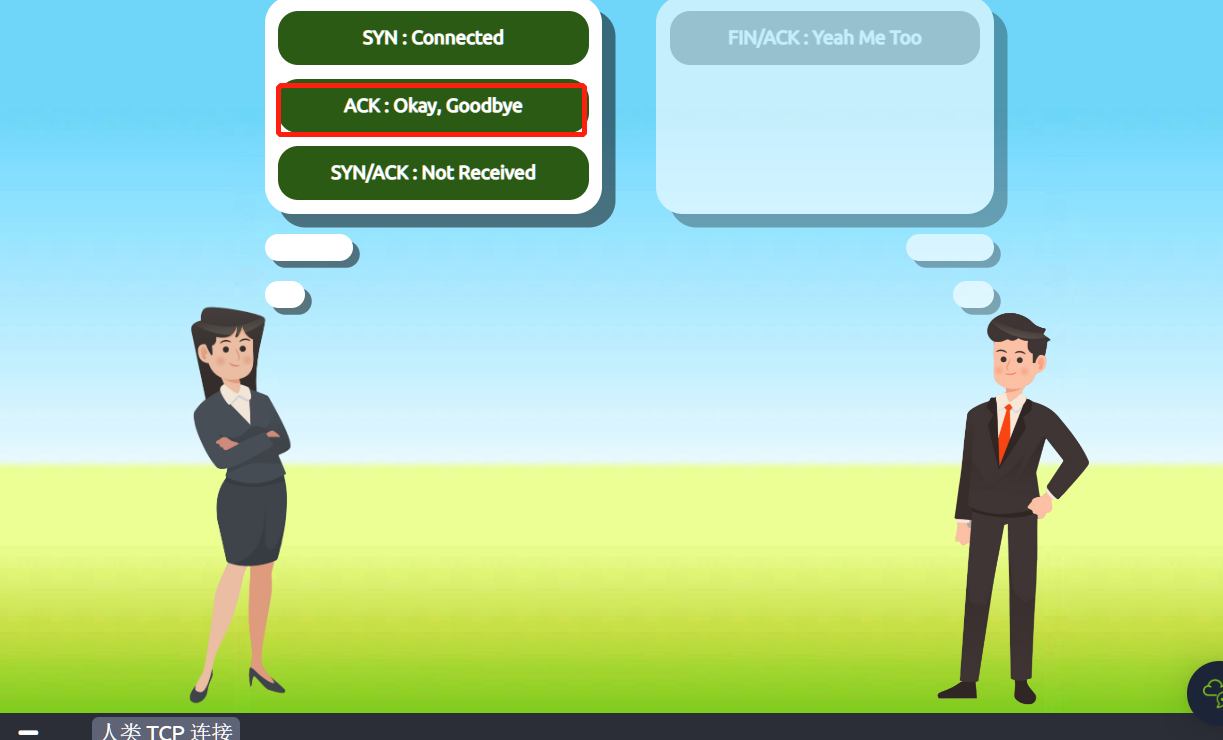 SYN : Connected
FIN/ACK : Yeah Me Too
ACK : Okay, Goodbye
SYN/ACK : Not Received
人类 TCP 连接